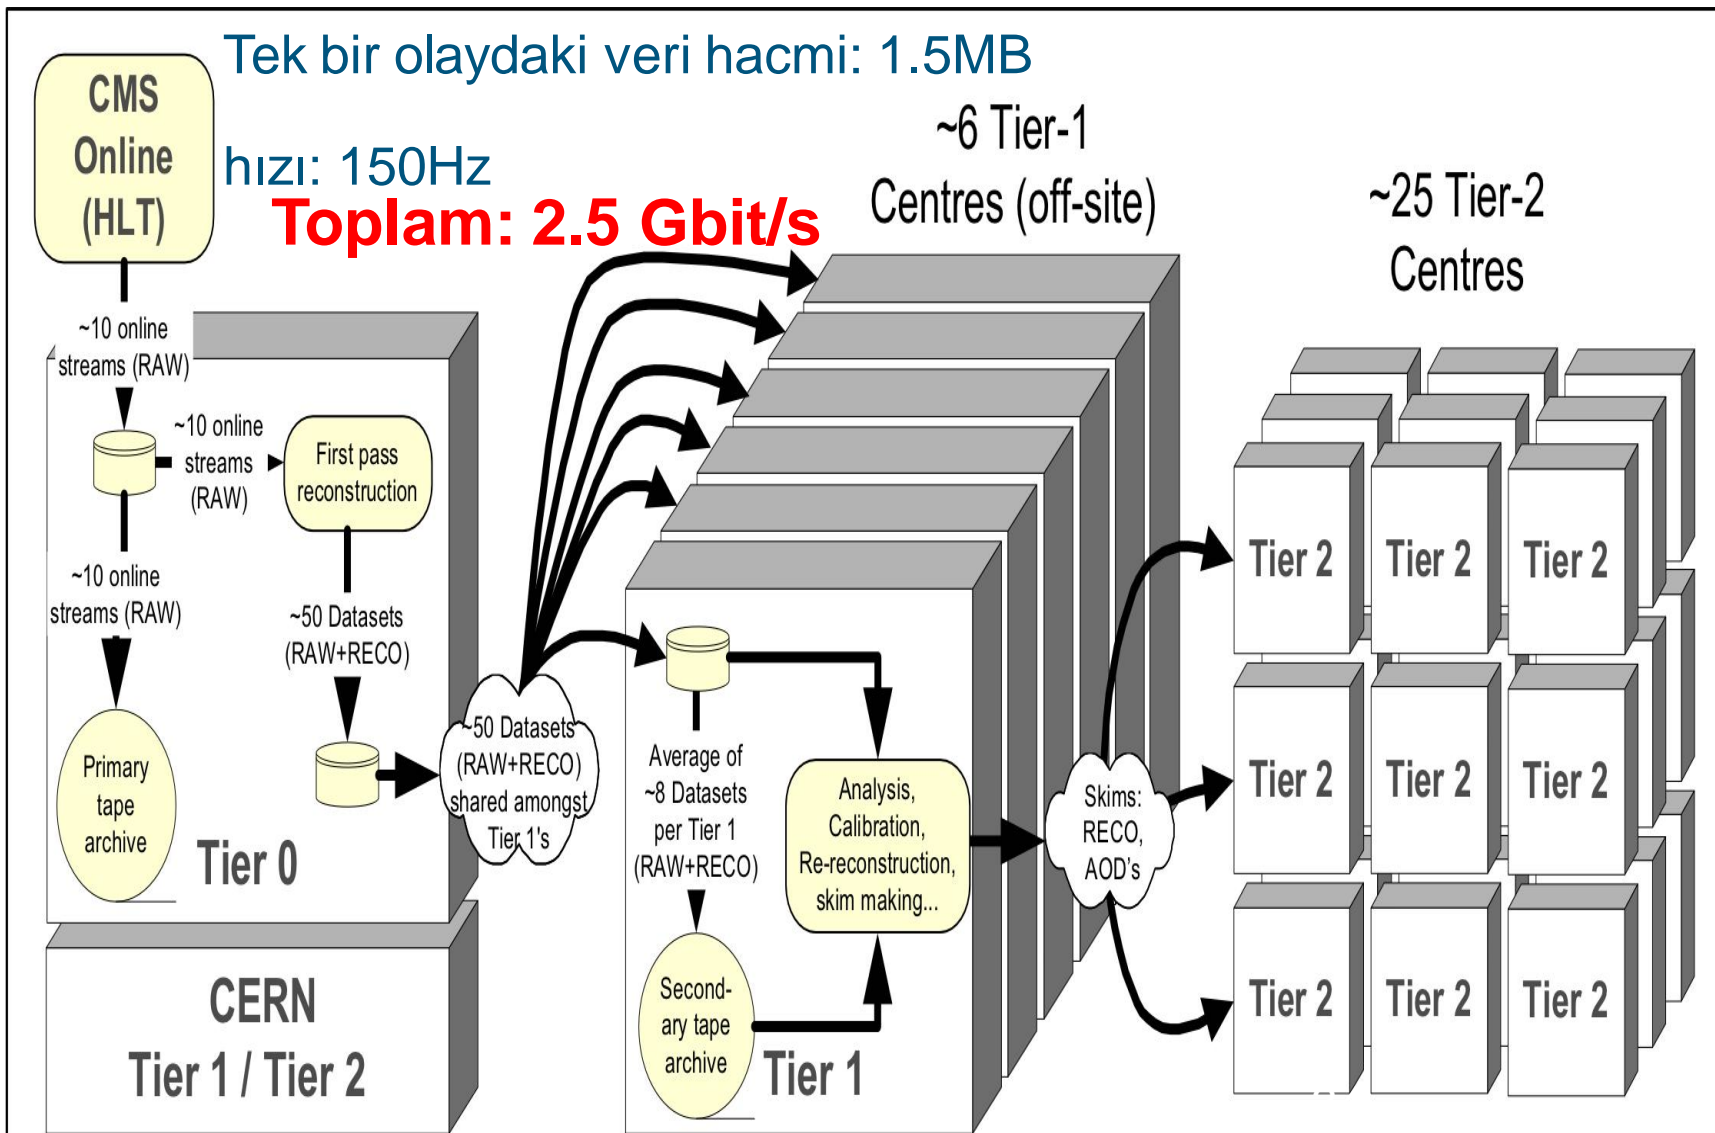 Tek bir olaydaki veri hacmi: 1.5MB
hızı: 150Hz
Toplam: 2.5 Gbit/s
CMS
Online
(HLT)
~6 Tier-1
Centres (off-site)
~25 Tier-2
Centres
~10 online
streams (RAW)
~10 online
streams
(RAW)
First pass
reconstruction
~10 online
streams (RAW)
~50 Datasets
(RAW+RECO)
Primary
tape
archive
Tier 0
~50 Datasets
(RAW+RECO)
shared amongst
Tier 1's
CERN
Tier 1 / Tier 2
Average of
~8 Datasets
per Tier 1
(RAW+RECO)
Analysis,
Calibration,
Re-reconstruction,
skim making...
Second-
ary tape
archive
Tier 1
Skims:
RECO,
AOD's
Tier 2
Tier 2
Tier 2
Tier 2
Tier 2
Tier 2
Tier 2
Tier 2
Tier 2